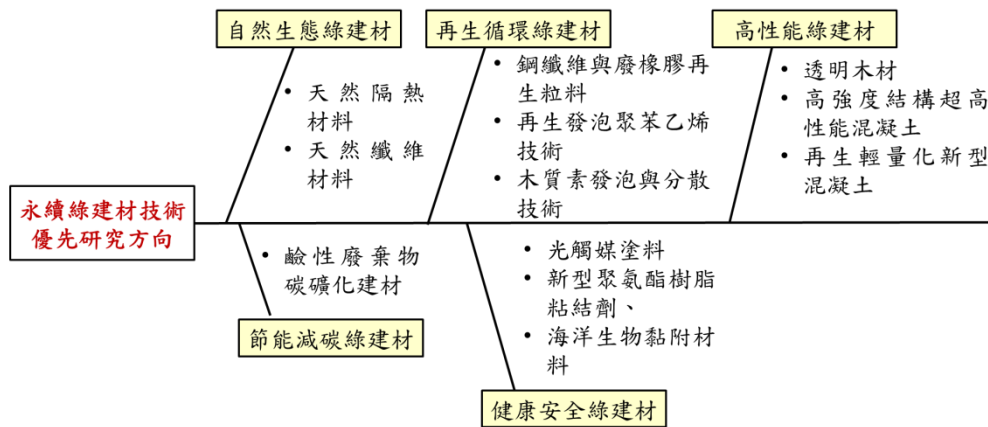 自然生態綠建材
再生循環綠建材
高性能綠建材
• 天然隔熱
材料
• 天然纖維
材料
• 鋼纖維與廢橡膠再
生粒料
• 再生發泡聚苯乙烯
技術
• 木質素發泡與分散
技術
• 透明木材
• 高強度結構超高
性能混凝土
• 再生輕量化新型
混凝土
永續綠建材技術
優先研究方向
• 鹼性廢棄物
碳礦化建材
• 光觸媒塗料
• 新型聚氨酯樹脂
粘結劑、
• 海洋生物黏附材
料
節能減碳綠建材
健康安全綠建材